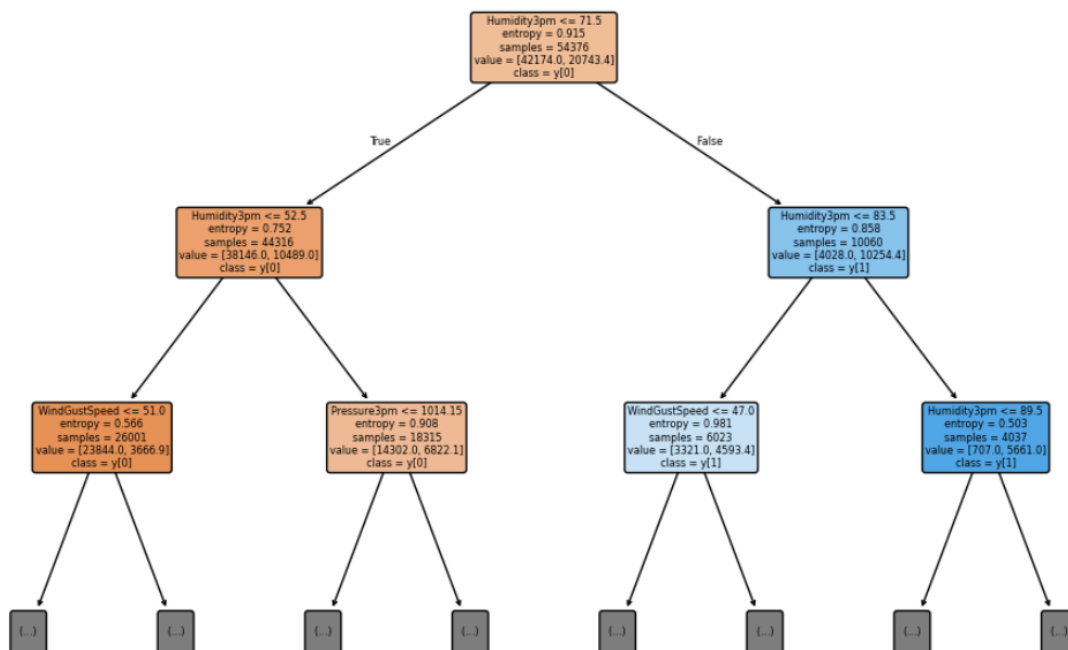 Humidity3pm <= 71.5
entropy = 0.915
samples = 54376
value = [42174.0, 20743.4]
class = y[0]
True
False
Humidity3pm <= 52.5
entropy = 0.752
samples = 44316
value = [38146.0, 10489.0]
class = y[0]
Humidity3pm <= 83.5
entropy = 0.858
samples = 10060
value = [4028.0, 10254.4]
class = y[1]
WindGustSpeed <= 51.0
entropy = 0.566
samples = 26001
value = [23844.0, 3666.9]
class = y[0]
Pressure3pm <= 1014.15
entropy = 0.908
samples = 18315
value = [14302.0, 6822.1]
class = y[0]
WindGustSpeed <= 47.0
entropy = 0.981
samples = 6023
value = [3321.0, 4593.4]
class = y[1]
Humidity3pm <= 89.5
entropy = 0.503
samples = 4037
value = [707.0, 5661.0]
class = y[1]
(...)
(...)
(...)
(...)
(...)
(...)
(...)
(...)